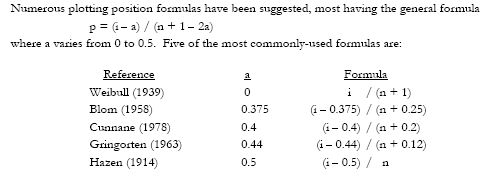 Numerous plotting position formulas have been suggested, most having the general formula
p = (i – a) / (n + 1 – 2a)
where a varies from 0 to 0.5. Five of the most commonly-used formulas are:
Reference a Formula
Weibull (1939) 0 i / (n + 1)
Blom (1958) 0.375 (i – 0.375) / (n + 0.25)
Cunnane (1978) 0.4 (i – 0.4) / (n + 0.2)
Gringorten (1963) 0.44 (i – 0.44) / (n + 0.12)
Hazen (1914) 0.5 (i – 0.5) / n